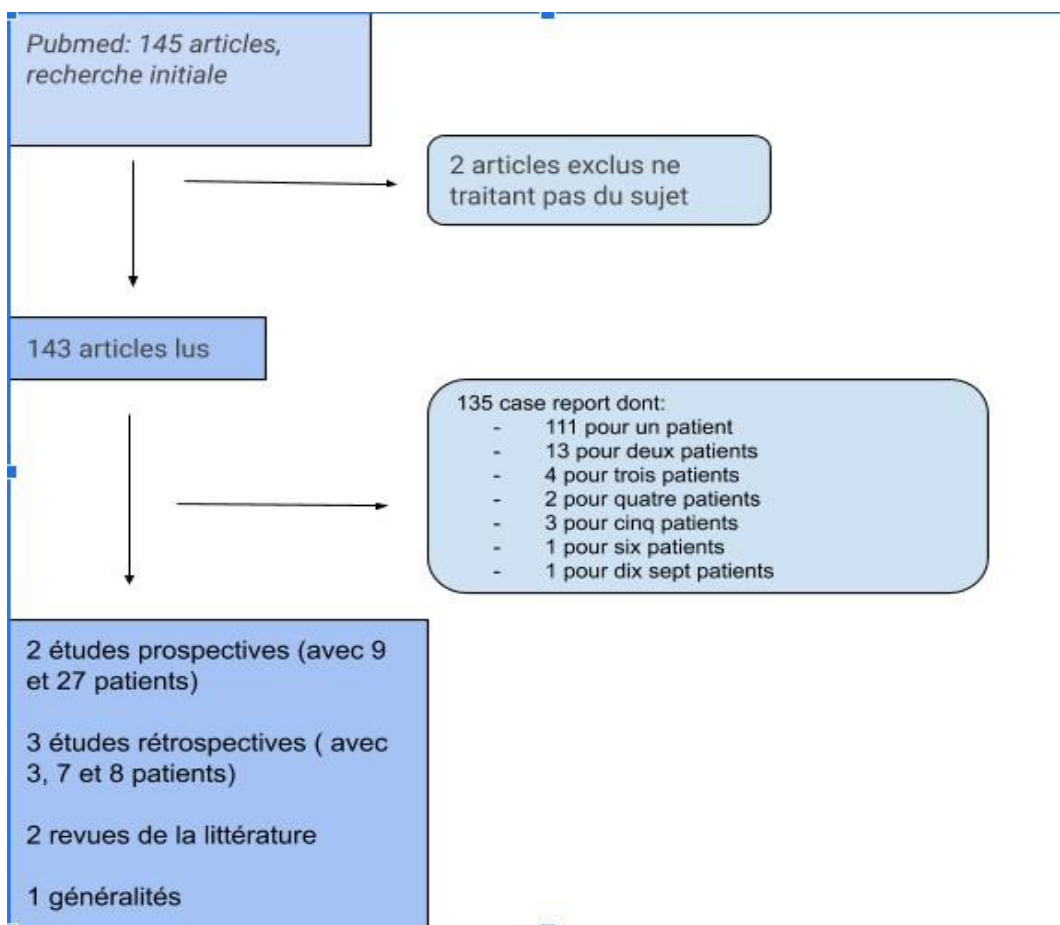 Pubmed: 145 articles,
recherche initiale
2 articles exclus ne
traitant pas du sujet
143 articles lus
135 case report dont:
- 111 pour un patient
- 13 pour deux patients
- 4 pour trois patients
- 2 pour quatre patients
- 3 pour cinq patients
- 1 pour six patients
- 1 pour dix sept patients
2 études prospectives (avec 9
et 27 patients)
3 études rétrospectives ( avec
3, 7 et 8 patients)
2 revues de la littérature
1 généralités